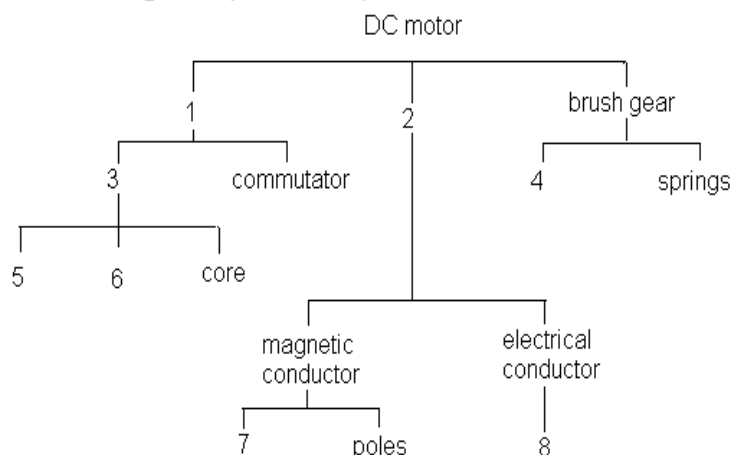 DC motor
1
2
brush gear
3
commutator
4
springs
5
6
core
magnetic
conductor
electrical
conductor
7
poles
8